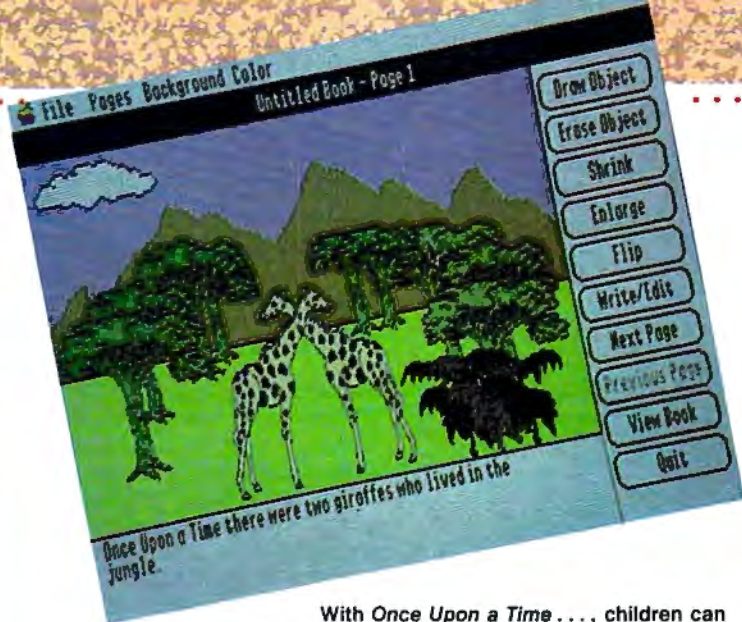 File Pages Background Color
Untitled Book - Page 1
Draw Object
Erase Object
Shrink
Enlarge
Flip
Write/Edit
Next Page
Previous Page
View Book
Quit
Once Upon a Time there were two giraffes who lived in the
jungle.
With Once Upon a Time . . . , children can